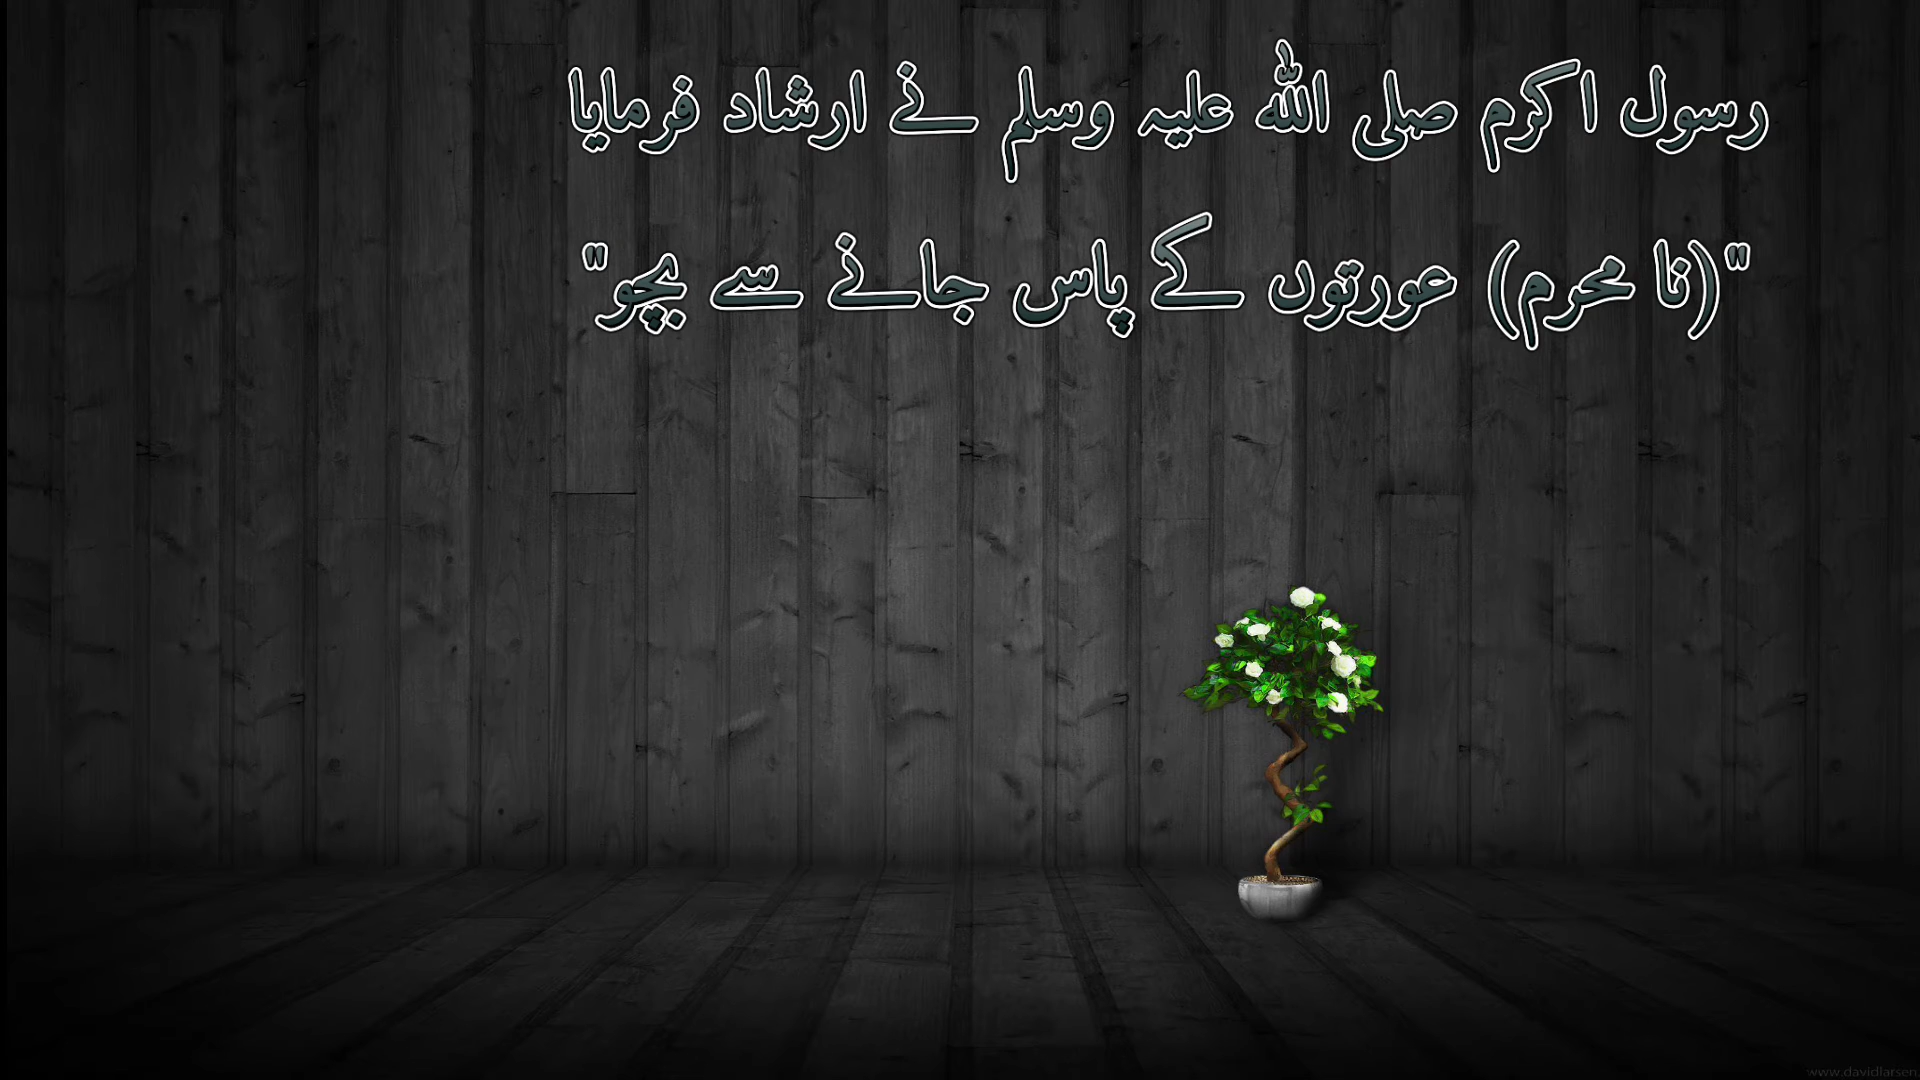 رسول اکرم صلی اللہ علیہ وسلم نے ارشاد فرمایا
"(نا محرم) عورتوں کے پاس جانے سے بچو"
www.davidlarsen